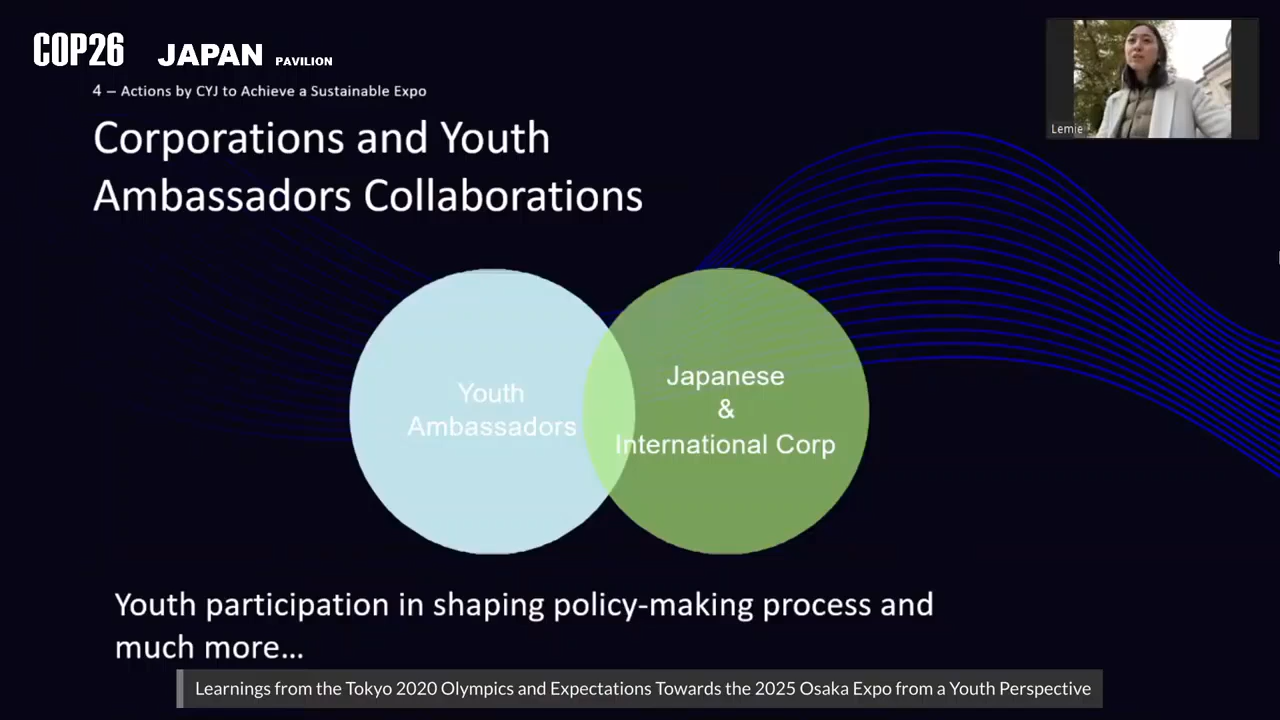 COP26 JAPAN PAVILION
4 – Actions by CYJ to Achieve a Sustainable Expo
Corporations and Youth
Ambassadors Collaborations
Lemie
Youth
Ambassadors
Japanese
&
International Corp
Youth participation in shaping policy-making process and
much more...
Learnings from the Tokyo 2020 Olympics and Expectations Towards the 2025 Osaka Expo from a Youth Perspective